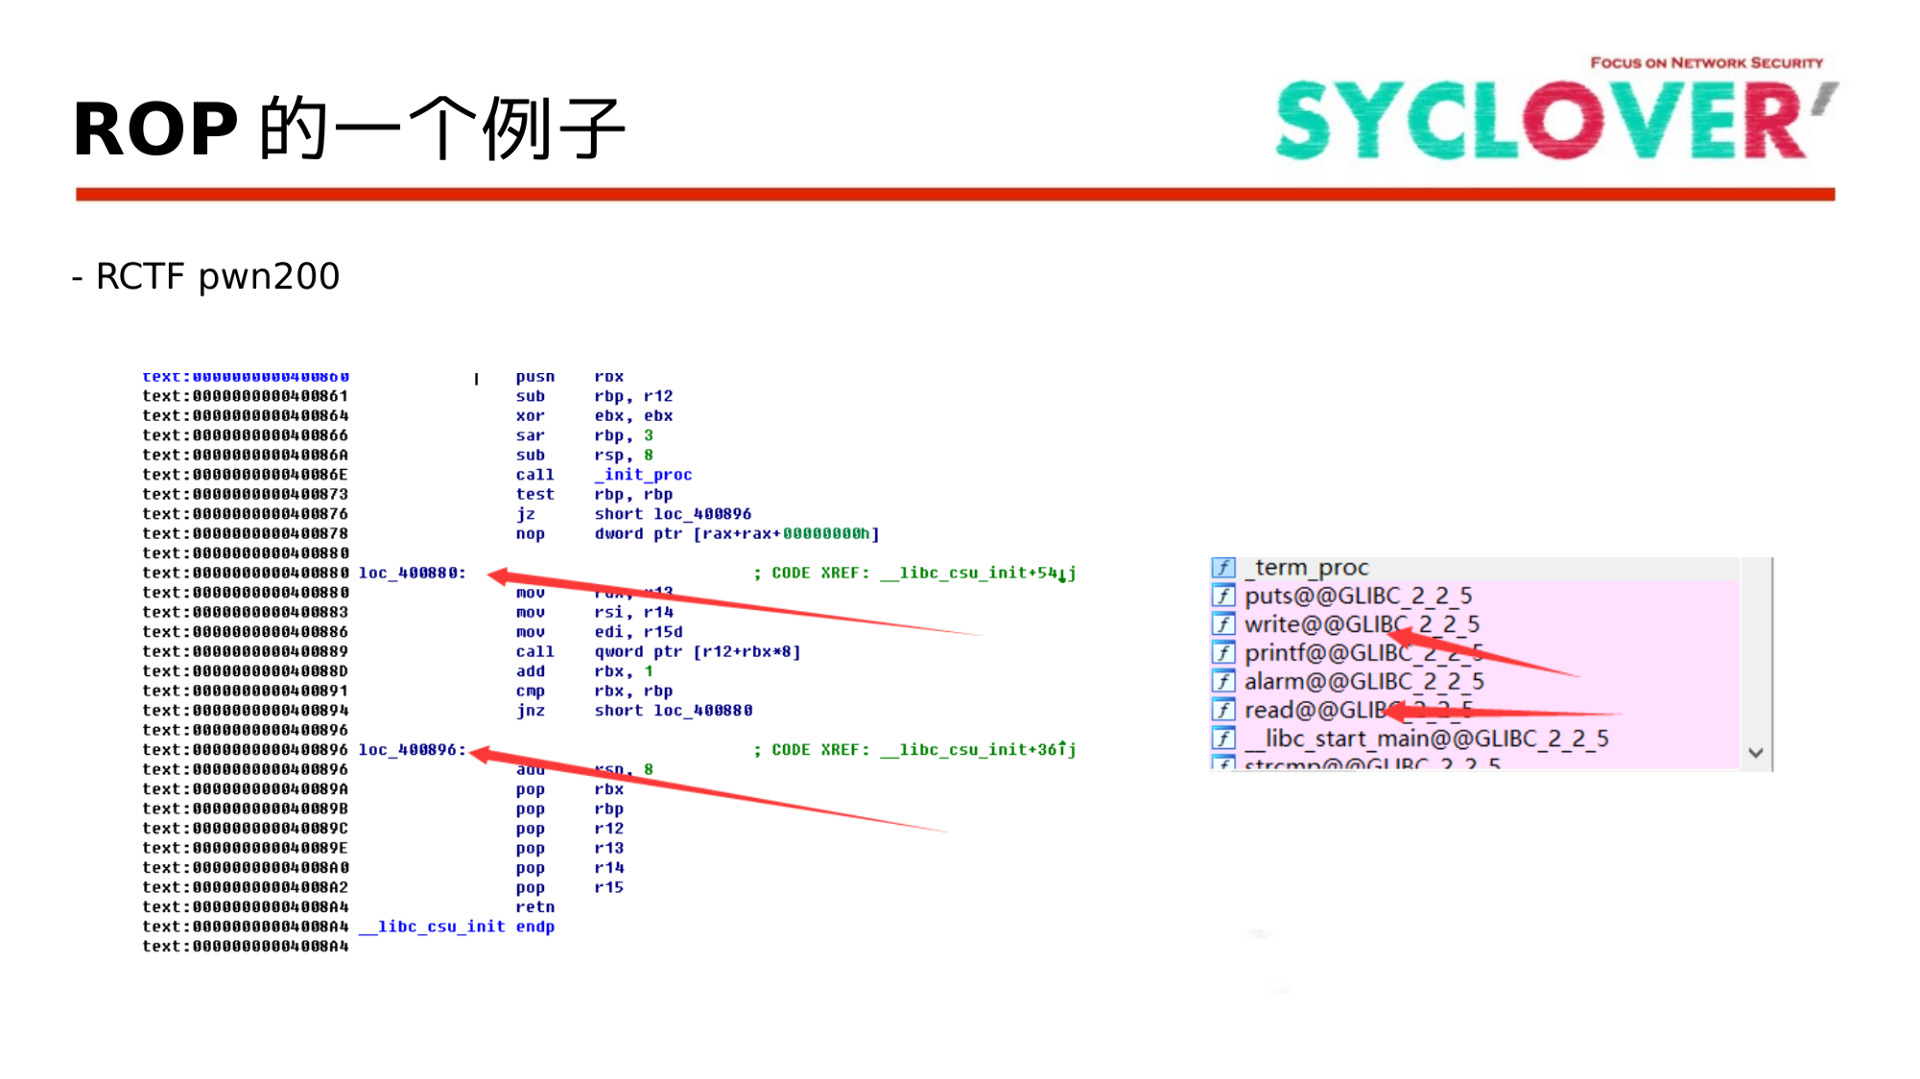 FOCUS ON NETWORK SECURITY
SYCLOVER'
ROP 的一个例子
- RCTF pwn200
text:0000000000400860 push rbx
text:0000000000400861 sub rbp, r12
text:0000000000400864 xor ebx, ebx
text:0000000000400866 sar rbp, 3
text:000000000040086A sub rsp, 8
text:000000000040086E call _init_proc
text:0000000000400873 test rbp, rbp
text:0000000000400876 jz short loc_400896
text:0000000000400878 nop dword ptr [rax+rax+00000000h]
text:0000000000400880
text:0000000000400880 loc_400880: ; CODE XREF: __libc_csu_init+54↓j
text:0000000000400880 mov rdx, r13
text:0000000000400883 mov rsi, r14
text:0000000000400886 mov edi, r15d
text:0000000000400889 call qword ptr [r12+rbx*8]
text:000000000040088D add rbx, 1
text:0000000000400891 cmp rbx, rbp
text:0000000000400894 jnz short loc_400880
text:0000000000400896
text:0000000000400896 loc_400896: ; CODE XREF: __libc_csu_init+36↑j
text:0000000000400896 add rsp, 8
text:000000000040089A pop rbx
text:000000000040089B pop rbp
text:000000000040089C pop r12
text:000000000040089E pop r13
text:00000000004008A0 pop r14
text:00000000004008A2 pop r15
text:00000000004008A4 retn
text:00000000004008A4 __libc_csu_init endp
text:00000000004008A4
_term_proc
puts@@GLIBC_2_2_5
write@@GLIBC_2_2_5
printf@@GLIBC_2_2_5
alarm@@GLIBC_2_2_5
read@@GLIBC_2_2_5
__libc_start_main@@GLIBC_2_2_5
strcmp@@GLIBC_2_2_5